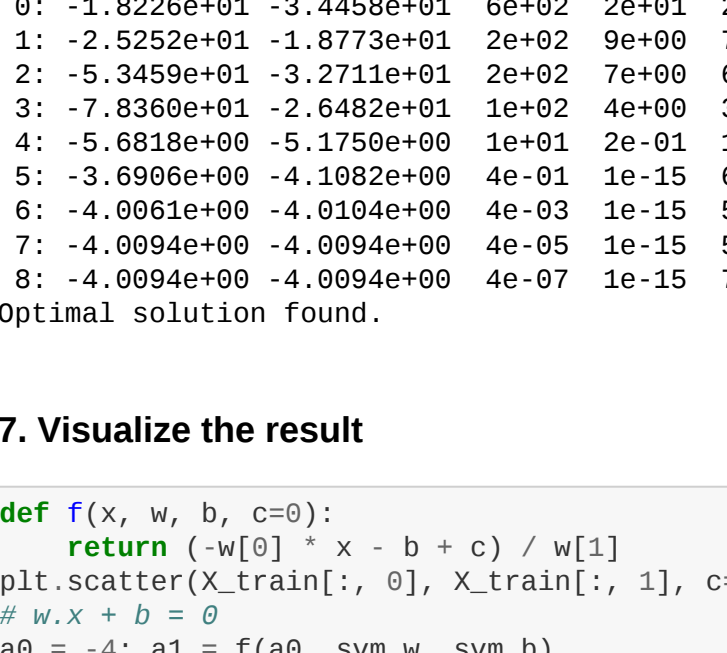 0: -1.8226e+01 -3.4458e+01 6e+02 2e+01
1: -2.5252e+01 -1.8773e+01 2e+02 9e+00
2: -5.3459e+01 -3.2711e+01 2e+02 7e+00
3: -7.8360e+01 -2.6482e+01 1e+02 4e+00
4: -5.6818e+00 -5.1750e+00 1e+01 2e-01
5: -3.6906e+00 -4.1082e+00 4e-01 1e-15
6: -4.0061e+00 -4.0104e+00 4e-03 1e-15
7: -4.0094e+00 -4.0094e+00 4e-05 1e-15
8: -4.0094e+00 -4.0094e+00 4e-07 1e-15
Optimal solution found.
7. Visualize the result
def f(x, w, b, c=0):
return (-w[0] * x - b + c) / w[1]
plt.scatter(X_train[:, 0], X_train[:, 1], c=
# w.x + b = 0
a0 = -4; a1 = f(a0, svm.w, svm.b)